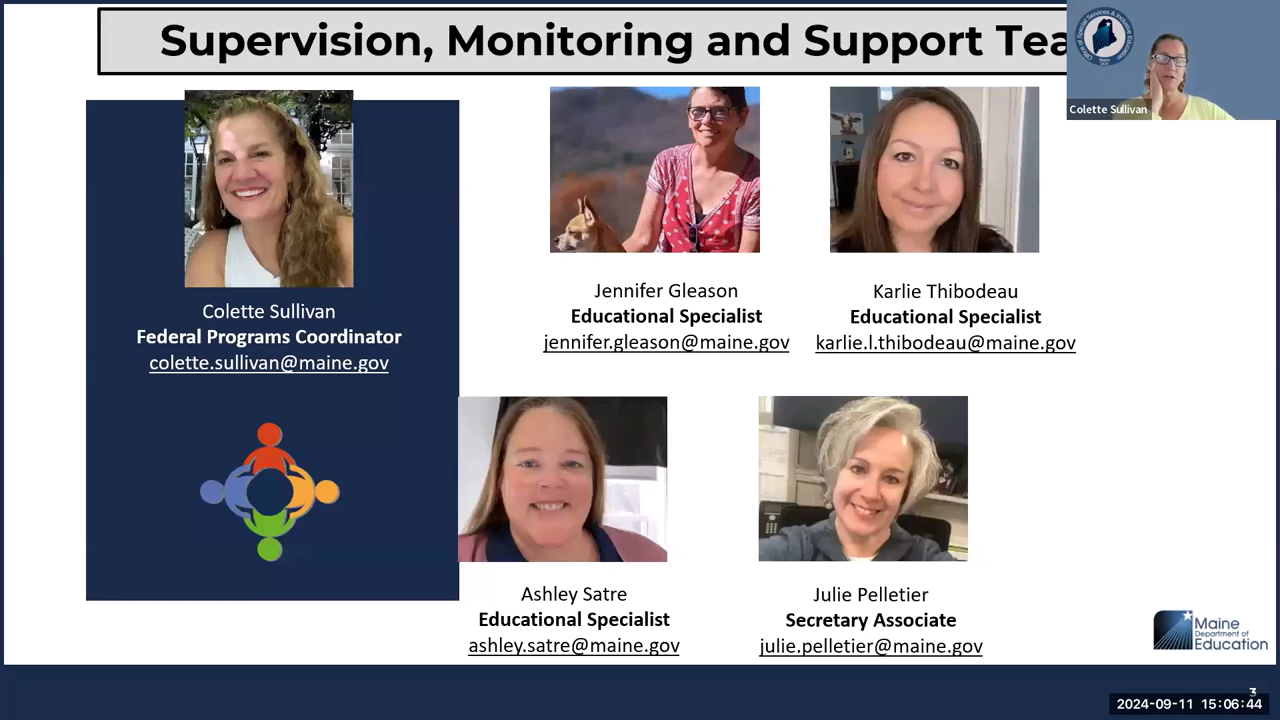 Supervision, Monitoring and Support Tea
Colette Sullivan
Colette Sullivan
Federal Programs Coordinator
colette.sullivan@maine.gov
Jennifer Gleason
Educational Specialist
jennifer.gleason@maine.gov
Karlie Thibodeau
Educational Specialist
karlie.l.thibodeau@maine.gov
Ashley Satre
Educational Specialist
ashley.satre@maine.gov
Julie Pelletier
Secretary Associate
julie.pelletier@maine.gov
Maine
Department of
Education
3
2024-09-11 15:06:44